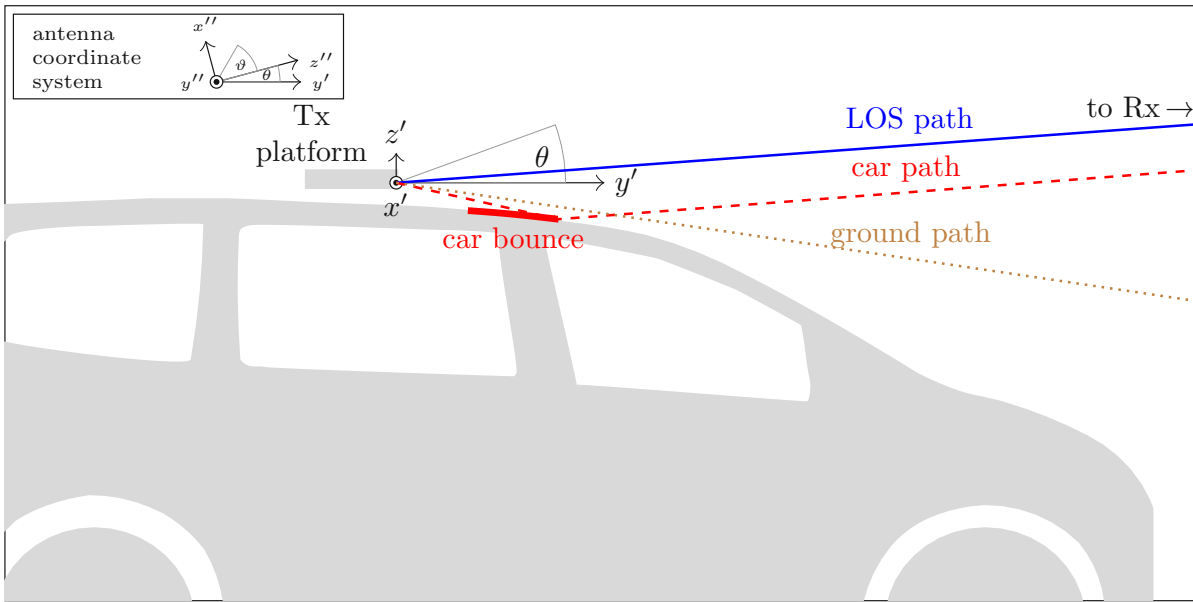 antenna
coordinate
system
x''
y''
ϑ
θ
z''
y'
Tx
platform
z'
x'
θ
y'
LOS path
to Rx →
car path
car bounce
ground path